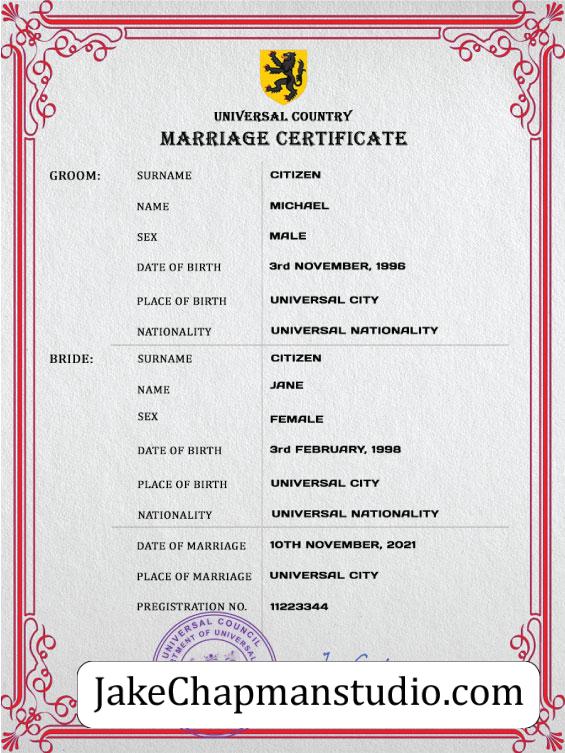 UNIVERSAL COUNTRY
MARRIAGE CERTIFICATE
GROOM: SURNAME CITIZEN
NAME MICHAEL
SEX MALE
DATE OF BIRTH 3rd NOVEMBER, 1996
PLACE OF BIRTH UNIVERSAL CITY
NATIONALITY UNIVERSAL NATIONALITY
BRIDE: SURNAME CITIZEN
NAME JANE
SEX FEMALE
DATE OF BIRTH 3rd FEBRUARY, 1998
PLACE OF BIRTH UNIVERSAL CITY
NATIONALITY UNIVERSAL NATIONALITY
DATE OF MARRIAGE 10TH NOVEMBER, 2021
PLACE OF MARRIAGE UNIVERSAL CITY
PREGISTRATION NO. 11223344
UNIVERSAL COUNCIL
OF UNIVERSAL
JakeChapmanstudio.com